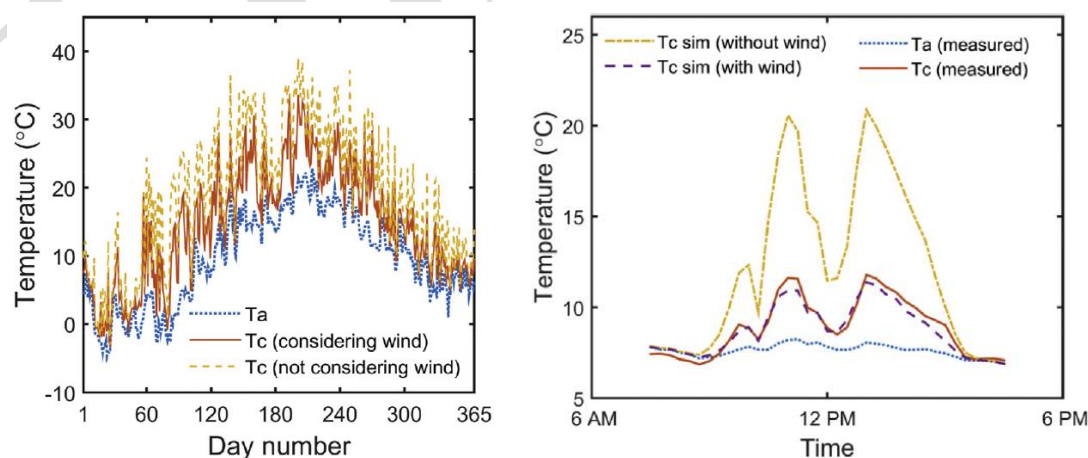 Temperature (°C)
40
30
20
10
0
-10
Ta
Tc (considering wind)
Tc (not considering wind)
1 60 120 180 240 300 365
Day number
Temperature (°C)
25
20
15
10
5
Tc sim (without wind)
Tc sim (with wind)
Ta (measured)
Tc (measured)
6 AM 12 PM 6 PM
Time